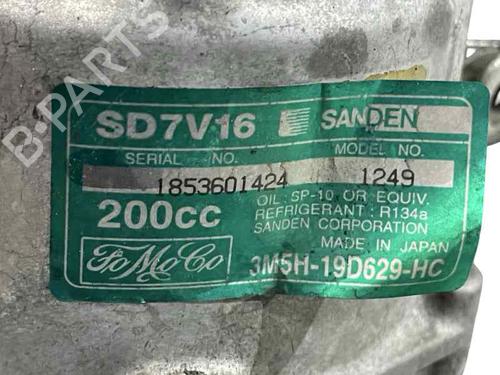 SD7V16 SANDEN
SERIAL NO. MODEL NO.
1853601424 1249
200cc OIL: SP-10 OR EQUIV.
REFRIGERANT: R134a
SANDEN CORPORATION
MADE IN JAPAN
FoMoCo 3M5H-19D629-HC
B-PARTS